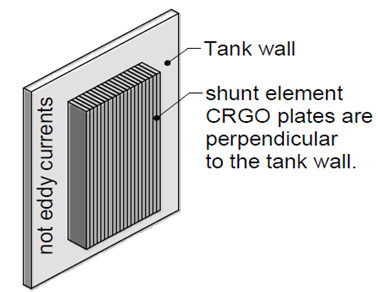 Tank wall
shunt element
CRGO plates are
perpendicular
to the tank wall.
not eddy currents